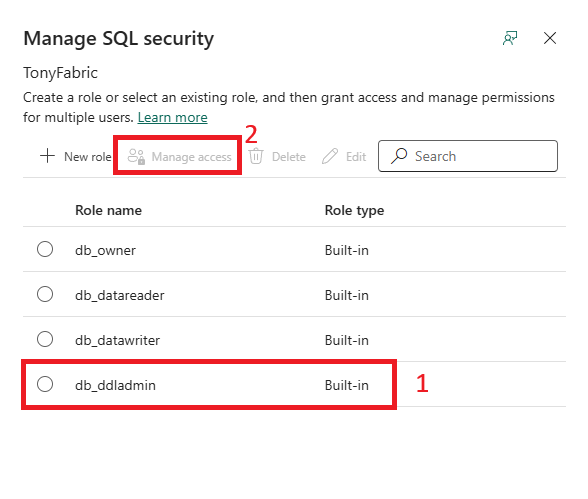 Manage SQL security
TonyFabric
Create a role or select an existing role, and then grant access and manage permissions
for multiple users. Learn more
2
New role Manage access Delete Edit Search
Role name Role type
db_owner Built-in
db_datareader Built-in
db_datawriter Built-in
db_ddladmin Built-in 1